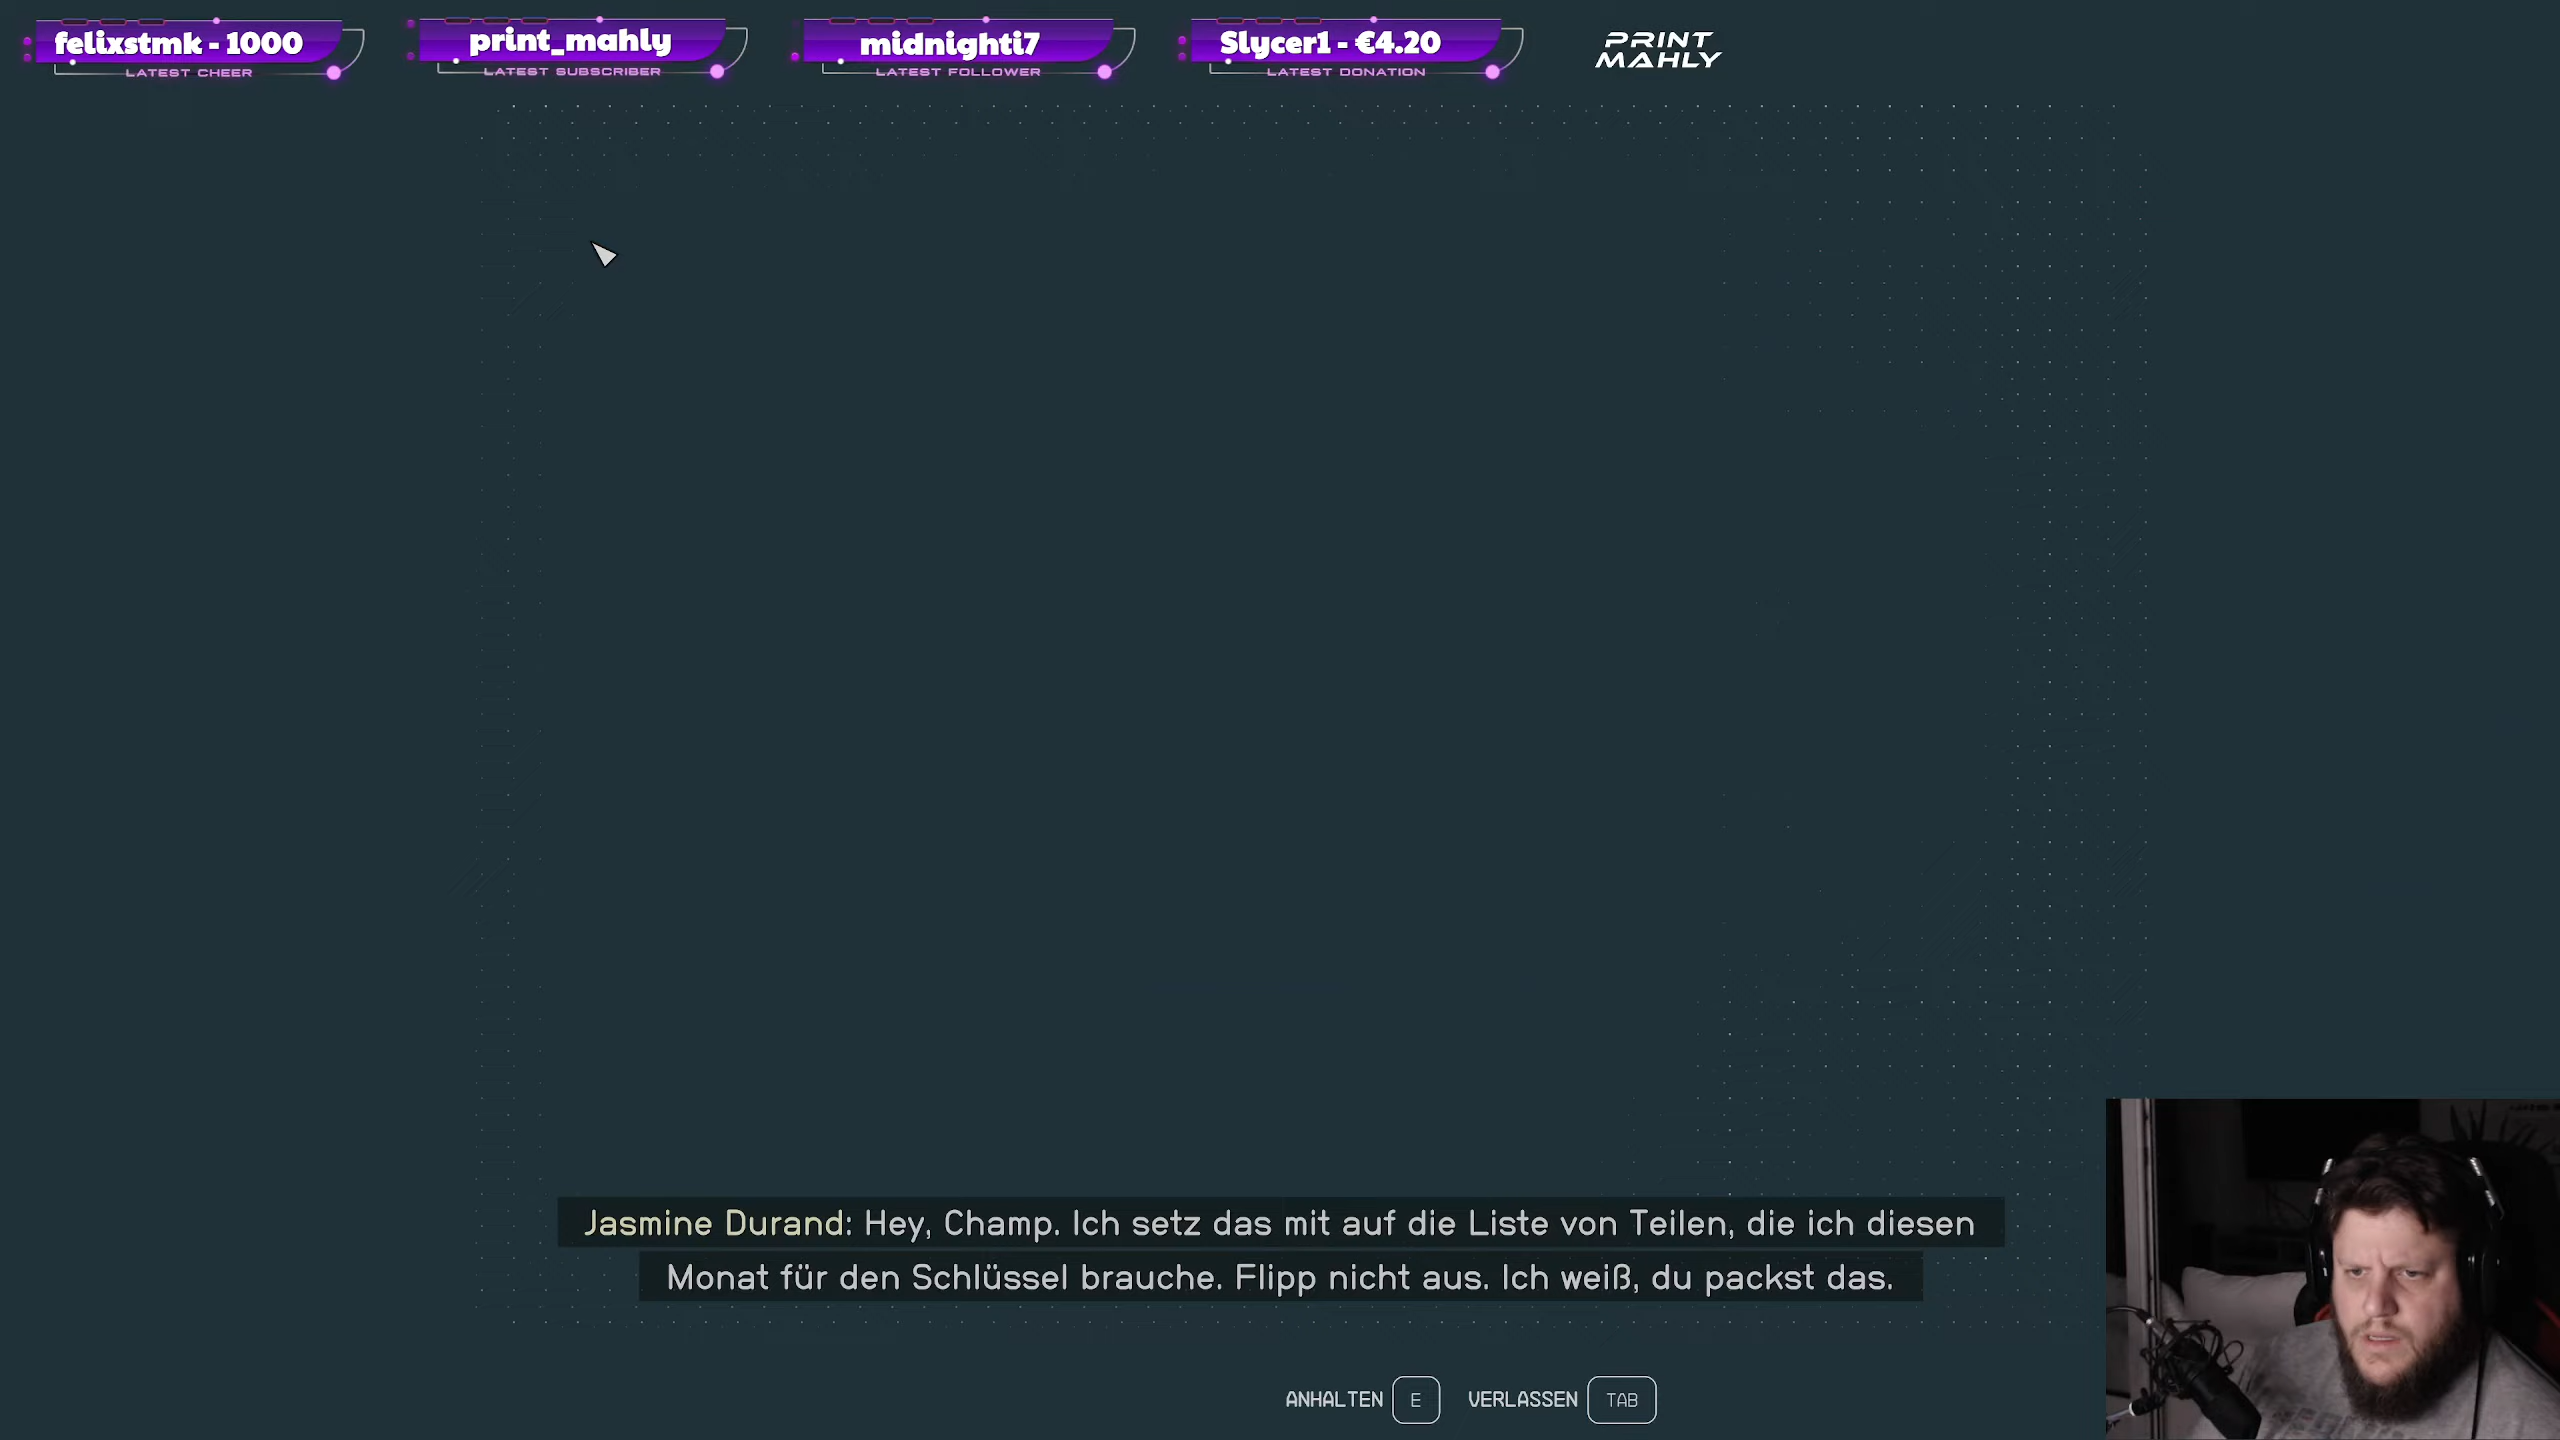 felixstmk - 1000
LATEST CHEER
print_mahly
LATEST SUBSCRIBER
midnighti7
LATEST FOLLOWER
Slycer1 - €4.20
LATEST DONATION
PRINT
MAHLY
Jasmine Durand: Hey, Champ. Ich setz das mit auf die Liste von Teilen, die ich diesen
Monat für den Schlüssel brauche. Flipp nicht aus. Ich weiß, du packst das.
ANHALTEN E VERLASSEN TAB